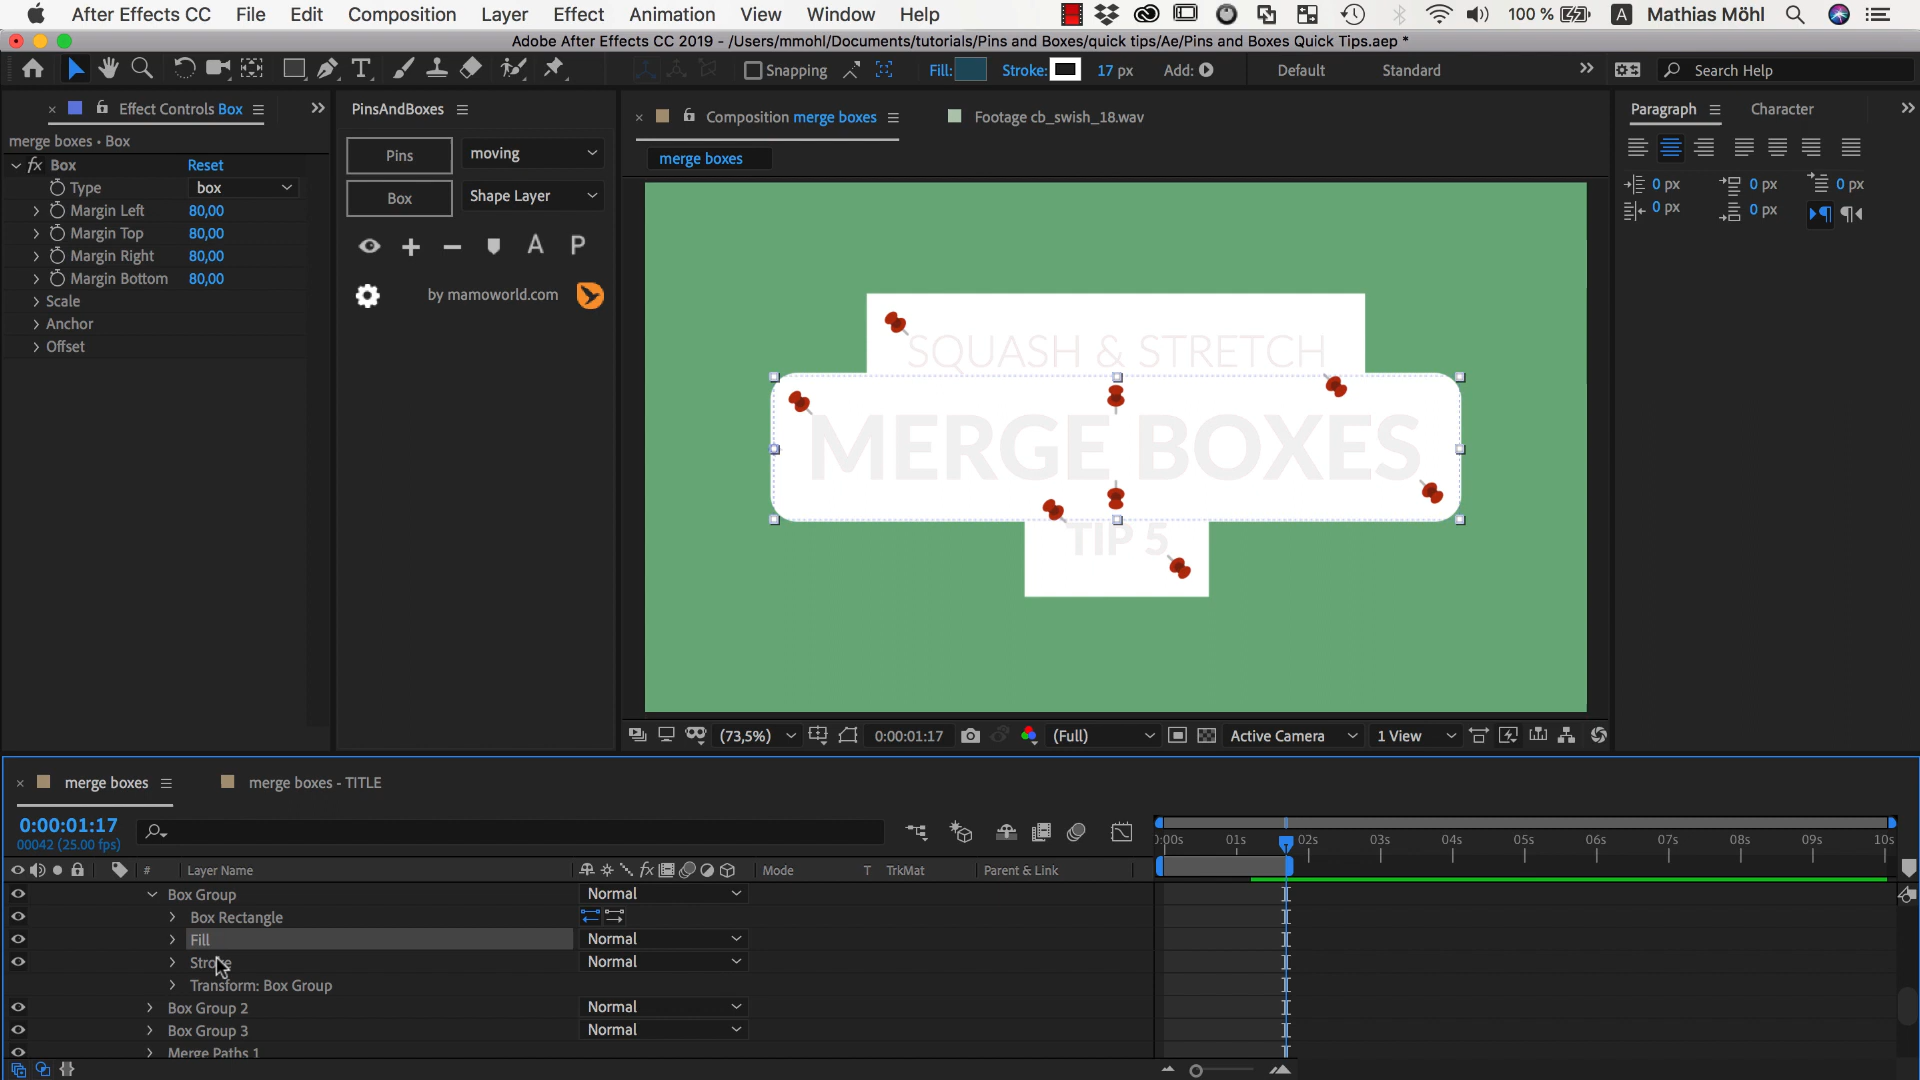 After Effects CC File Edit Composition Layer Effect Animation View Window Help 100 % A Mathias Möhl
Adobe After Effects CC 2019 - /Users/mmohl/Documents/tutorials/Pins and Boxes/quick tips/Ae/Pins and Boxes Quick Tips.aep *
Snapping Fill: Stroke: 17 px Add: Default Standard Search Help
Effect Controls Box
PinsAndBoxes
Composition merge boxes
Footage cb_swish_18.wav
Paragraph Character
merge boxes • Box
fx Box Reset
Type box
Margin Left 80,00
Margin Top 80,00
Margin Right 80,00
Margin Bottom 80,00
Scale
Anchor
Offset
Pins moving
Box Shape Layer
A P
by mamoworld.com
merge boxes
SQUASH & STRETCH
MERGE BOXES
TIP 5
0 px 0 px 0 px
0 px 0 px
(73,5%) 0:00:01:17 (Full) Active Camera 1 View
merge boxes merge boxes - TITLE
0:00:01:17
00042 (25.00 fps)
0:00s 01s 02s 03s 04s 05s 06s 07s 08s 09s 10s
# Layer Name fx Mode T TrkMat Parent & Link
Box Group Normal
Box Rectangle
Fill Normal
Stroke Normal
Transform: Box Group
Box Group 2 Normal
Box Group 3 Normal
Merge Paths 1